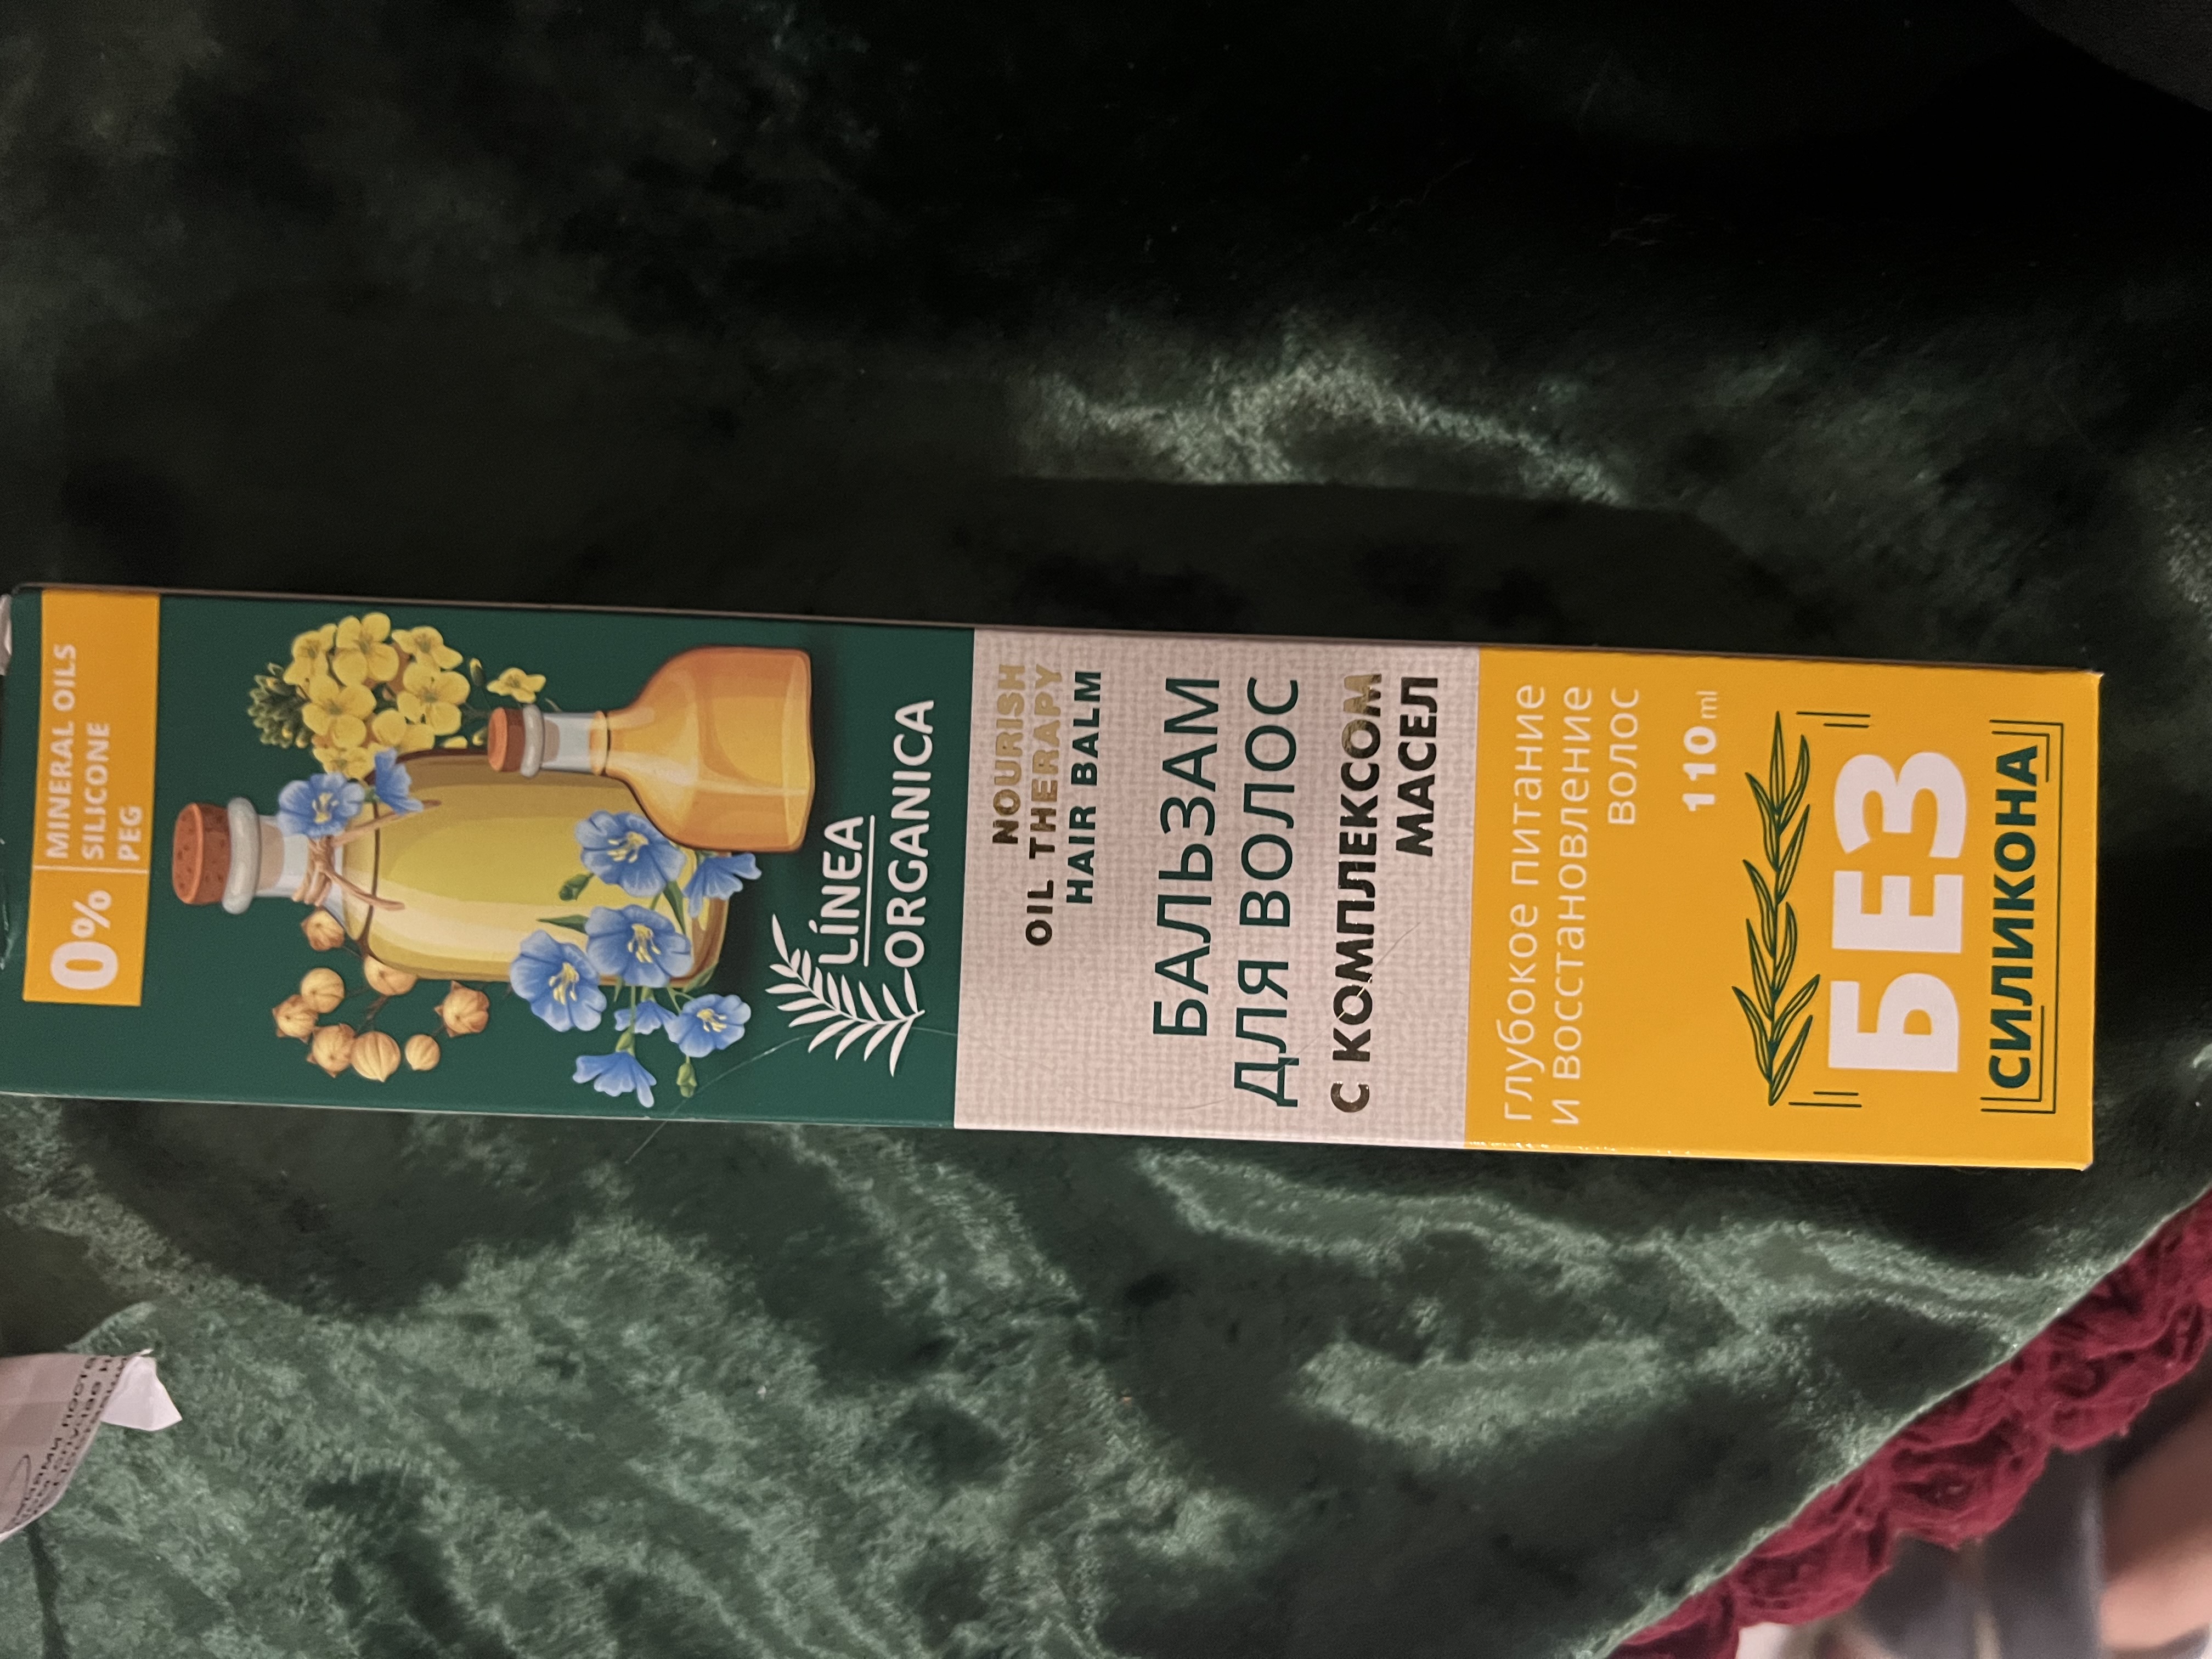 0% MINERAL OILS
SILICONE
PEG
LÍNEA
ORGANICA
NOURISH
OIL THERAPY
HAIR BALM
БАЛЬЗАМ
ДЛЯ ВОЛОС
С КОМПЛЕКСОМ
МАСЕЛ
глубокое питание
и восстановление
волос
110 ml
БЕЗ
СИЛИКОНА